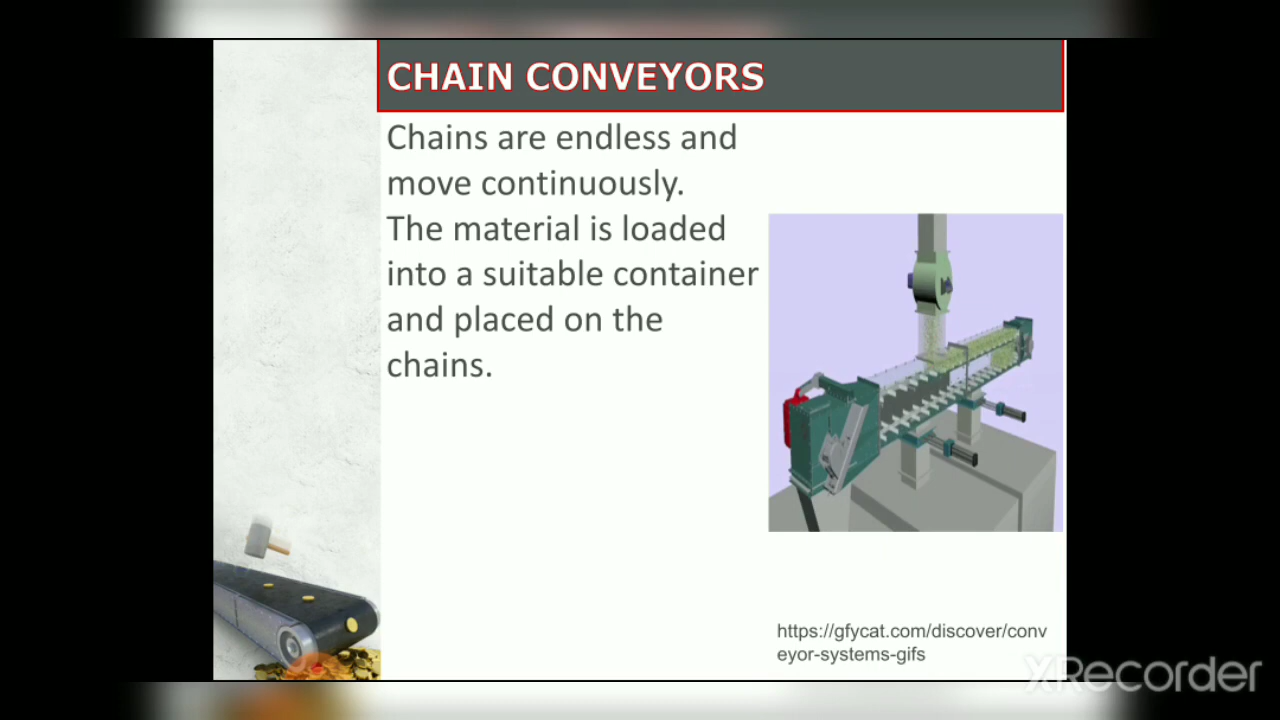 CHAIN CONVEYORS
Chains are endless and
move continuously.
The material is loaded
into a suitable container
and placed on the
chains.
https://gfycat.com/discover/conv
eyor-systems-gifs
XRecorder